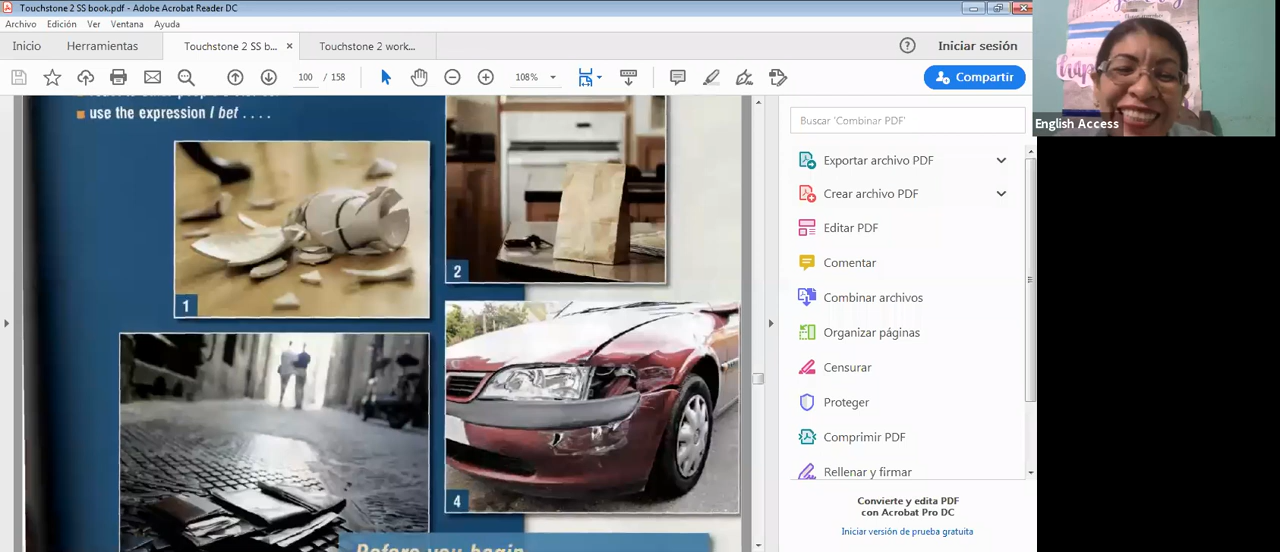 Touchstone 2 SS book.pdf - Adobe Acrobat Reader DC
Archivo Edición Ver Ventana Ayuda
Inicio Herramientas Touchstone 2 SS b... × Touchstone 2 work... Iniciar sesión
100 / 158 108% Compartir
use the expression I bet . . . .
1
2
4
Before you begin
Buscar 'Combinar PDF'
Exportar archivo PDF
Crear archivo PDF
Editar PDF
Comentar
Combinar archivos
Organizar páginas
Censurar
Proteger
Comprimir PDF
Rellenar y firmar
Convierte y edita PDF
con Acrobat Pro DC
Iniciar versión de prueba gratuita
English Access